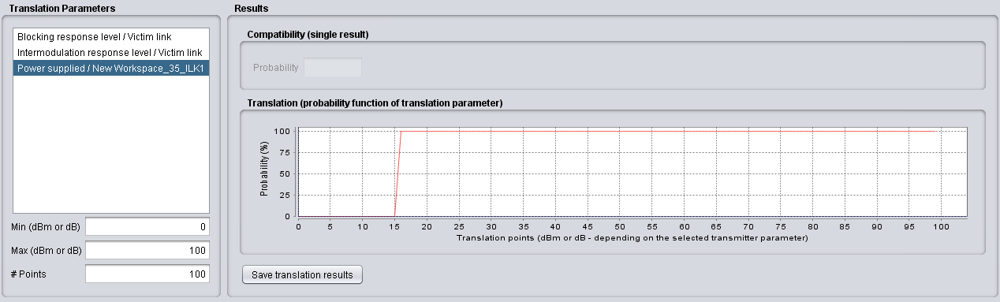 Translation Parameters
Blocking response level / Victim link
Intermodulation response level / Victim link
Power supplied / New Workspace_35_ILK1
Min (dBm or dB) 0
Max (dBm or dB) 100
# Points 100
Results
Compatibility (single result)
Probability
Translation (probability function of translation parameter)
Probability (%)
100
75
50
25
0
0 5 10 15 20 25 30 35 40 45 50 55 60 65 70 75 80 85 90 95 100
Translation points (dBm or dB - depending on the selected transmitter parameter)
Save translation results